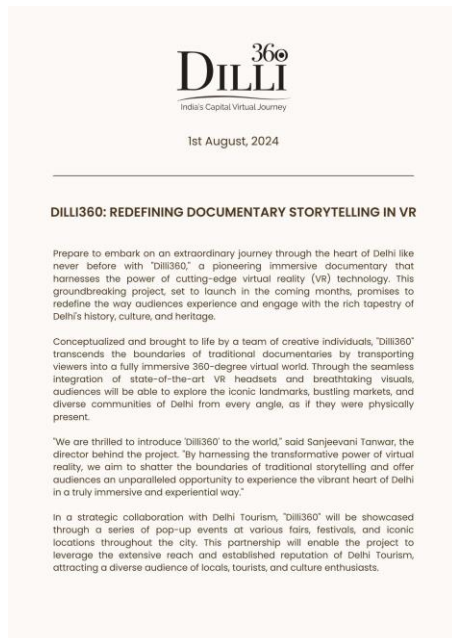 DILLI
360
India's Capital Virtual Journey
1st August, 2024
DILLI360: REDEFINING DOCUMENTARY STORYTELLING IN VR
Prepare to embark on an extraordinary journey through the heart of Delhi like
never before with "Dilli360," a pioneering immersive documentary that
harnesses the power of cutting-edge virtual reality (VR) technology. This
groundbreaking project, set to launch in the coming months, promises to
redefine the way audiences experience and engage with the rich tapestry of
Delhi's history, culture, and heritage.
Conceptualized and brought to life by a team of creative individuals, "Dilli360"
transcends the boundaries of traditional documentaries by transporting
viewers into a fully immersive 360-degree virtual world. Through the seamless
integration of state-of-the-art VR headsets and breathtaking visuals,
audiences will be able to explore the iconic landmarks, bustling markets, and
diverse communities of Delhi from every angle, as if they were physically
present.
"We are thrilled to introduce 'Dilli360' to the world," said Sanjeevani Tanwar, the
director behind the project. "By harnessing the transformative power of virtual
reality, we aim to shatter the boundaries of traditional storytelling and offer
audiences an unparalleled opportunity to experience the vibrant heart of Delhi
in a truly immersive and experiential way."
In a strategic collaboration with Delhi Tourism, "Dilli360" will be showcased
through a series of pop-up events at various fairs, festivals, and iconic
locations throughout the city. This partnership will enable the project to
leverage the extensive reach and established reputation of Delhi Tourism,
attracting a diverse audience of locals, tourists, and culture enthusiasts.